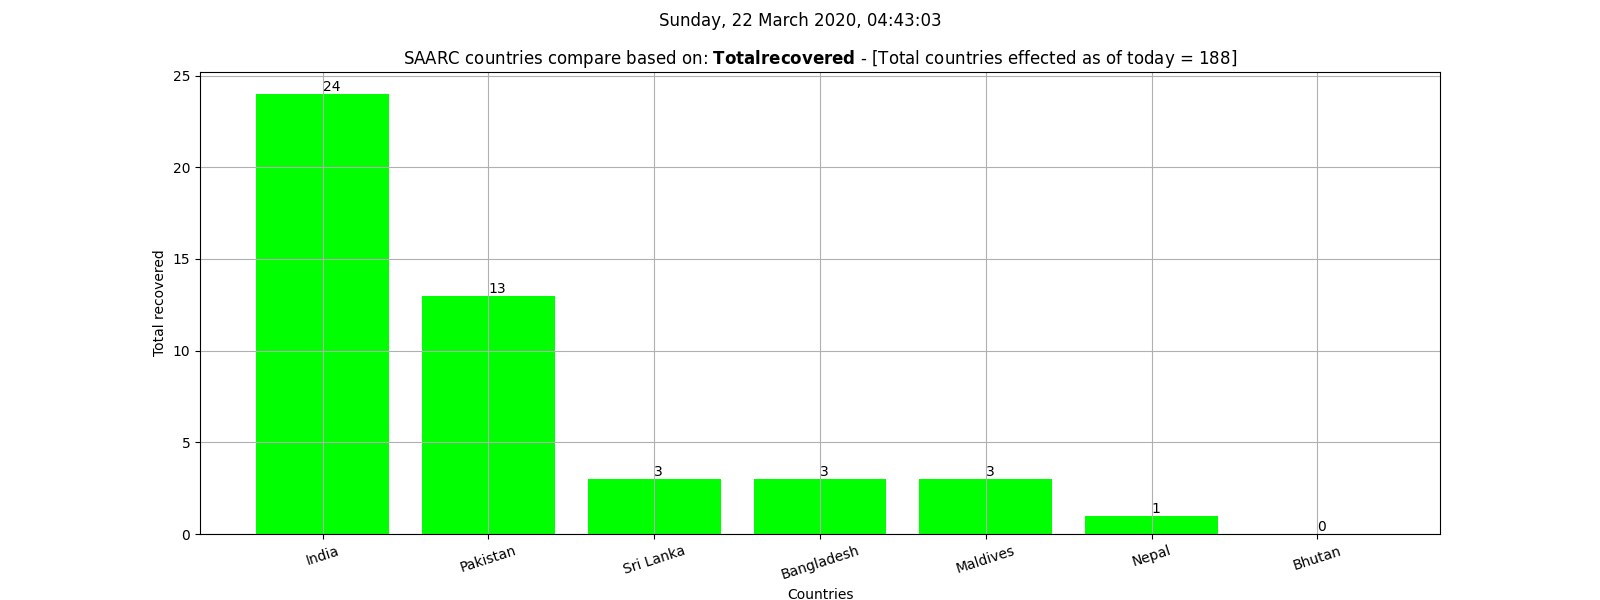 Sunday, 22 March 2020, 04:43:03
SAARC countries compare based on: Totalrecovered - [Total countries effected as of today = 188]
25
20
15
10
5
0
Total recovered
24
13
3
3
3
1
0
India
Pakistan
Sri Lanka
Bangladesh
Maldives
Nepal
Bhutan
Countries